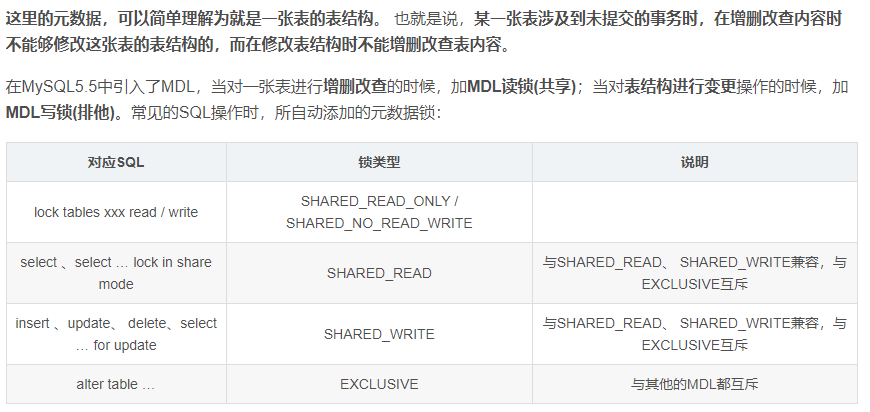 这里的元数据，可以简单理解为就是一张表的表结构。 也就是说，某一张表涉及到未提交的事务时，在增删改查内容时
不能够修改这张表的表结构的，而在修改表结构时不能增删改查表内容。
在MySQL5.5中引入了MDL，当对一张表进行增删改查的时候，加MDL读锁(共享)；当对表结构进行变更操作的时候，加
MDL写锁(排他)。常见的SQL操作时，所自动添加的元数据锁：
对应SQL 锁类型 说明
lock tables xxx read / write
SHARED_READ_ONLY /
SHARED_NO_READ_WRITE
select 、select … lock in share
mode
SHARED_READ
与SHARED_READ、 SHARED_WRITE兼容，与
EXCLUSIVE互斥
insert 、update、 delete、select
… for update
SHARED_WRITE
与SHARED_READ、 SHARED_WRITE兼容，与
EXCLUSIVE互斥
alter table … EXCLUSIVE 与其他的MDL都互斥